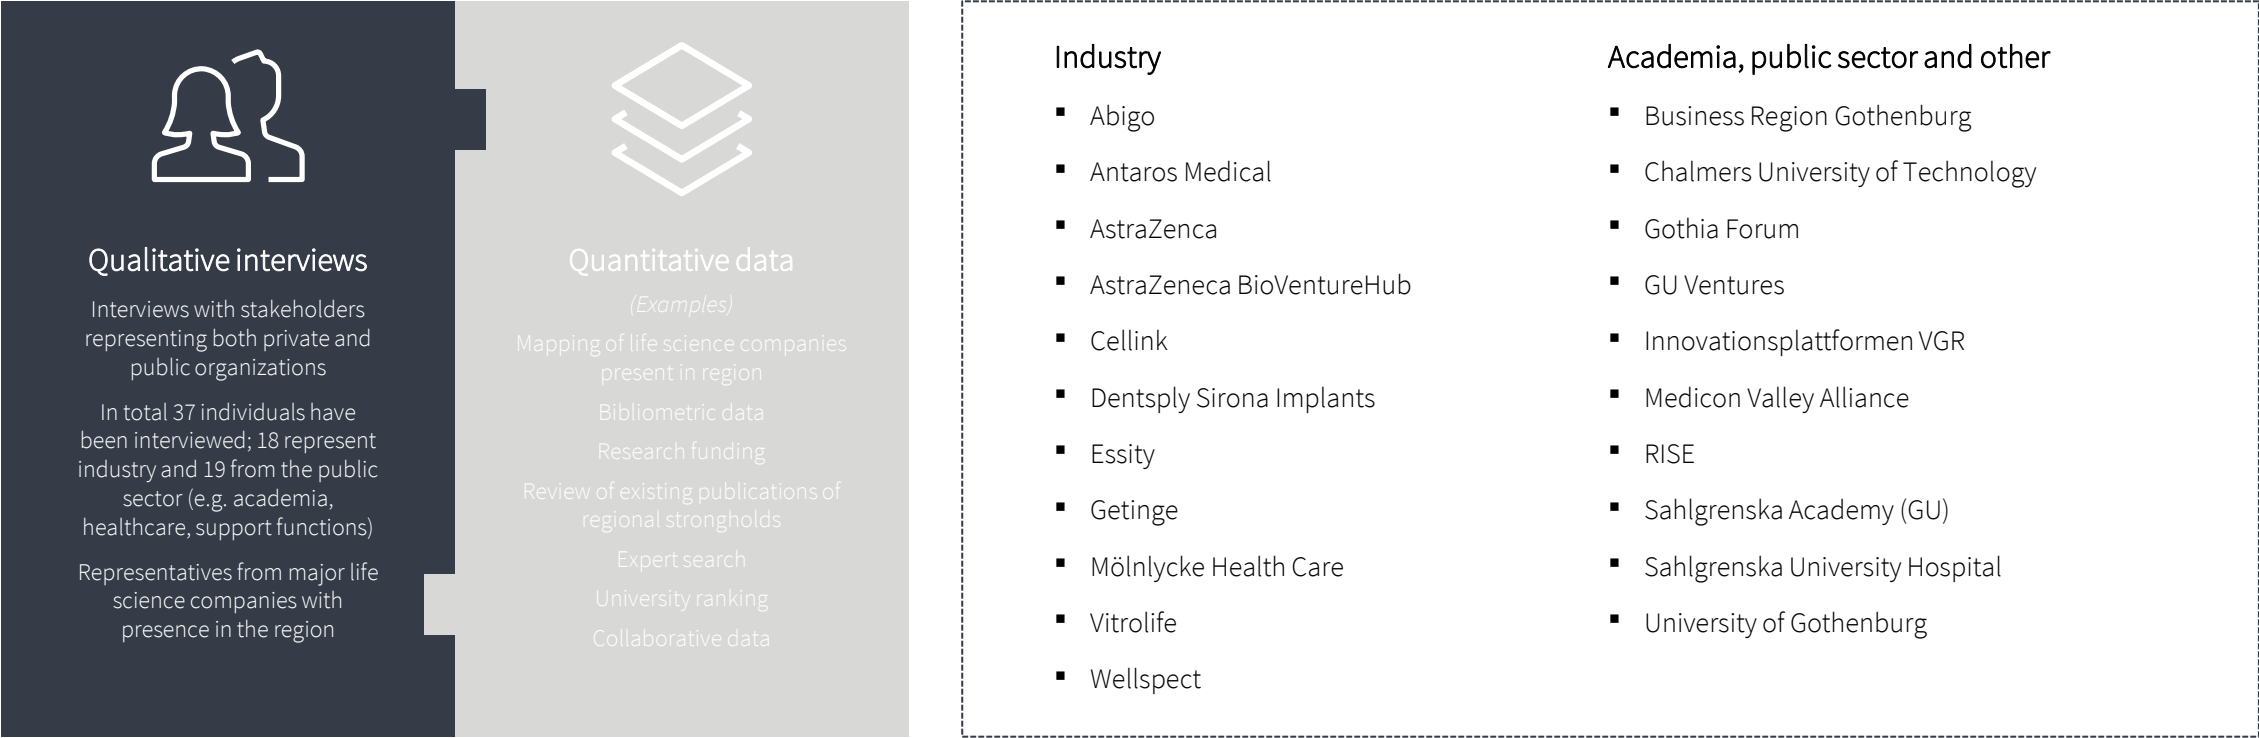 Qualitative interviews
Interviews with stakeholders
representing both private and
public organizations
In total 37 individuals have
been interviewed; 18 represent
industry and 19 from the public
sector (e.g. academia,
healthcare, support functions)
Representatives from major life
science companies with
presence in the region
Quantitative data
(Examples)
Mapping of life science companies
present in region
Bibliometric data
Research funding
Review of existing publications of
regional strongholds
Expert search
University ranking
Collaborative data
Industry
▪ Abigo
▪ Antaros Medical
▪ AstraZenca
▪ AstraZeneca BioVentureHub
▪ Cellink
▪ Dentsply Sirona Implants
▪ Essity
▪ Getinge
▪ Mölnlycke Health Care
▪ Vitrolife
▪ Wellspect
Academia, public sector and other
▪ Business Region Gothenburg
▪ Chalmers University of Technology
▪ Gothia Forum
▪ GU Ventures
▪ Innovationsplattformen VGR
▪ Medicon Valley Alliance
▪ RISE
▪ Sahlgrenska Academy (GU)
▪ Sahlgrenska University Hospital
▪ University of Gothenburg